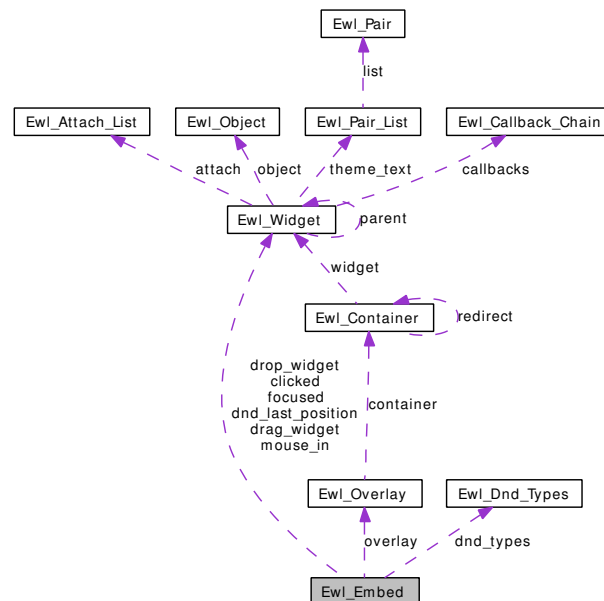 Ewl_Pair
list
Ewl_Attach_List
Ewl_Object
Ewl_Pair_List
Ewl_Callback_Chain
attach
object
theme_text
callbacks
Ewl_Widget
parent
widget
Ewl_Container
redirect
drop_widget
clicked
focused
dnd_last_position
drag_widget
mouse_in
container
Ewl_Overlay
Ewl_Dnd_Types
overlay
dnd_types
Ewl_Embed